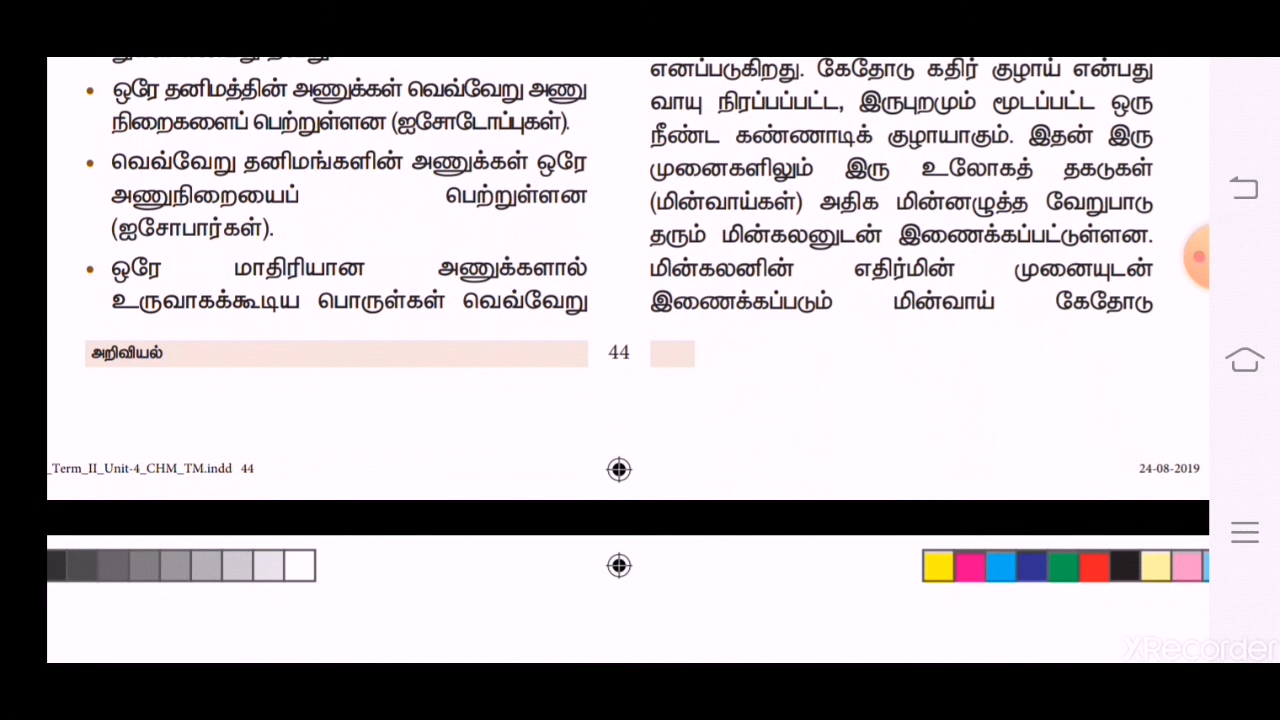 • ஒரே தனிமத்தின் அணுக்கள் வெவ்வேறு அணு
நிறைகளைப் பெற்றுள்ளன (ஐசோடோப்புகள்).
• வெவ்வேறு தனிமங்களின் அணுக்கள் ஒரே
அணுநிறையைப் பெற்றுள்ளன
(ஐசோபார்கள்).
• ஒரே மாதிரியான அணுக்களால்
உருவாகக்கூடிய பொருள்கள் வெவ்வேறு
எனப்படுகிறது. கேதோடு கதிர் குழாய் என்பது
வாயு நிரப்பப்பட்ட, இருபுறமும் மூடப்பட்ட ஒரு
நீண்ட கண்ணாடிக் குழாயாகும். இதன் இரு
முனைகளிலும் இரு உலோகத் தகடுகள்
(மின்வாய்கள்) அதிக மின்னழுத்த வேறுபாடு
தரும் மின்கலனுடன் இணைக்கப்பட்டுள்ளன.
மின்கலனின் எதிர்மின் முனையுடன்
இணைக்கப்படும் மின்வாய் கேதோடு
அறிவியல்
44
_Term_II_Unit-4_CHM_TM.indd 44
24-08-2019
XRecorder